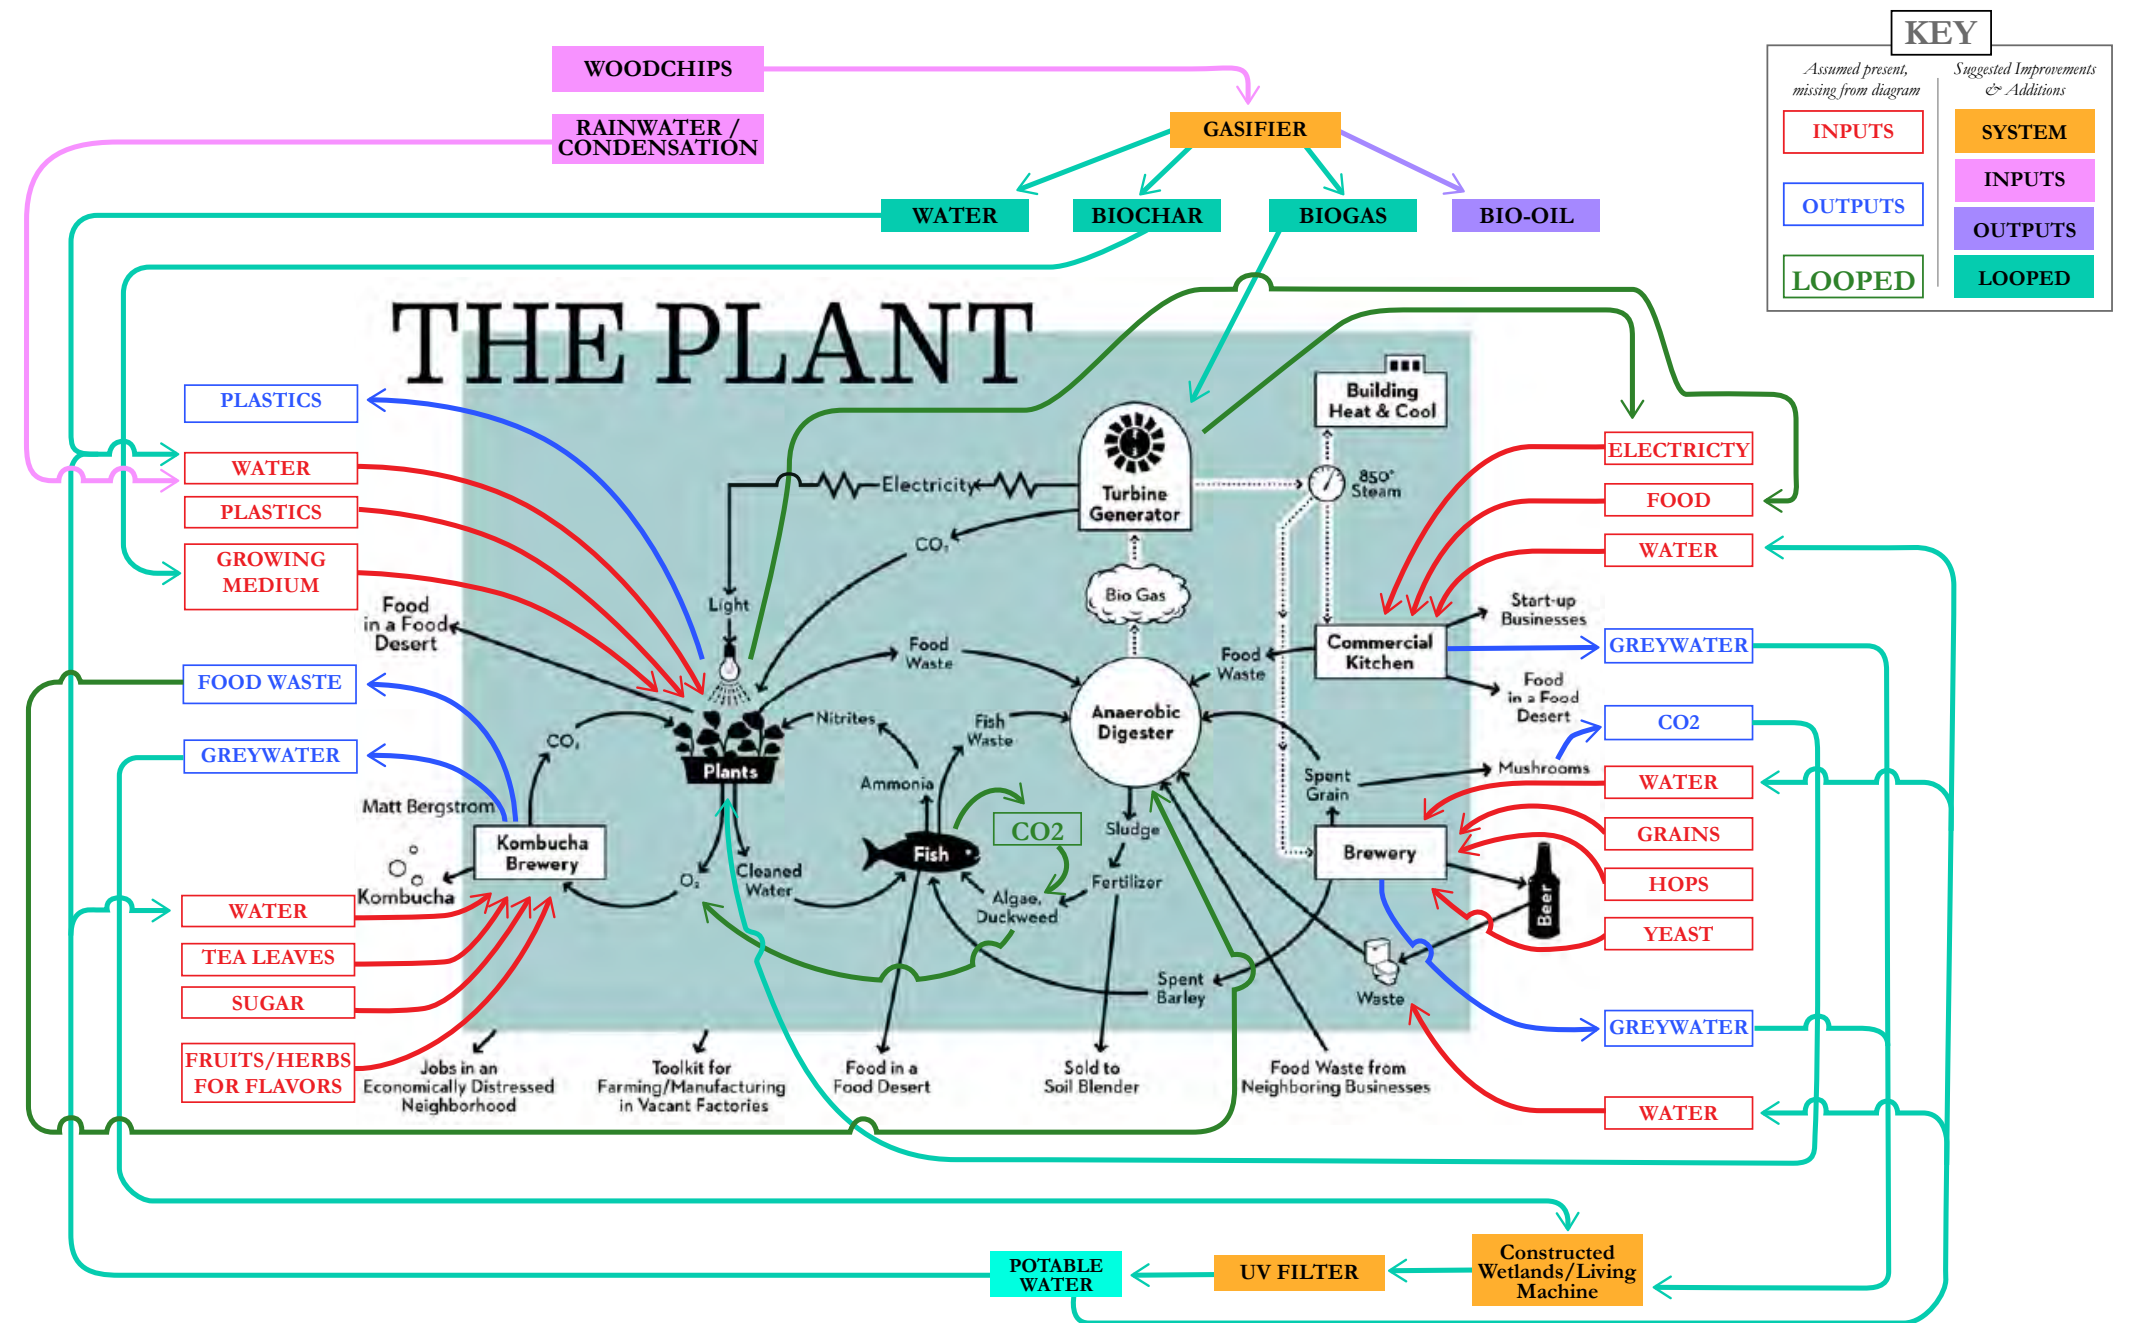 KEY
Assumed present,
missing from diagram
INPUTS
OUTPUTS
LOOPED
Suggested Improvements
& Additions
SYSTEM
INPUTS
OUTPUTS
LOOPED
WOODCHIPS
RAINWATER /
CONDENSATION
GASIFIER
WATER
BIOCHAR
BIOGAS
BIO-OIL
THE PLANT
PLASTICS
WATER
PLASTICS
GROWING
MEDIUM
FOOD WASTE
GREYWATER
WATER
TEA LEAVES
SUGAR
FRUITS/HERBS
FOR FLAVORS
Food
in a Food
Desert
Matt Bergstrom
Kombucha
Kombucha
Brewery
CO₂
Light
Electricity
CO₂
Plants
O₂
Cleaned
Water
Food
Waste
Nitrites
Ammonia
Fish
Waste
Fish
CO2
Algae,
Duckweed
Turbine
Generator
Bio Gas
Anaerobic
Digester
Sludge
Fertilizer
Spent
Barley
Building
Heat & Cool
850°
Steam
Food
Waste
Commercial
Kitchen
Start-up
Businesses
Food
in a Food
Desert
Spent
Grain
Mushrooms
Brewery
Beer
Waste
ELECTRICTY
FOOD
WATER
GREYWATER
CO2
WATER
GRAINS
HOPS
YEAST
GREYWATER
WATER
Jobs in an
Economically Distressed
Neighborhood
Toolkit for
Farming/Manufacturing
in Vacant Factories
Food in a
Food Desert
Sold to
Soil Blender
Food Waste from
Neighboring Businesses
POTABLE
WATER
UV FILTER
Constructed
Wetlands/Living
Machine